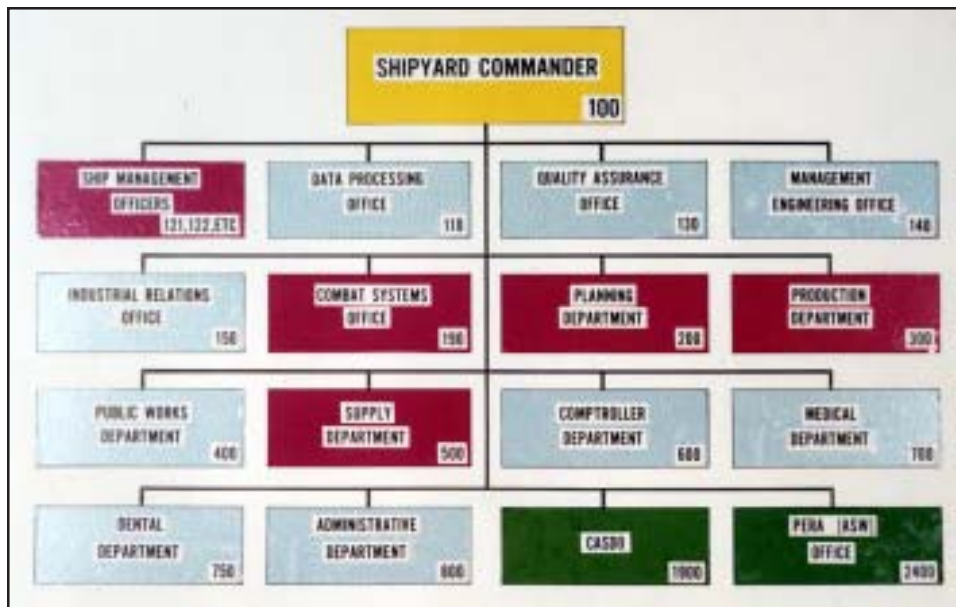 SHIPYARD COMMANDER
100
SHIP MANAGEMENT
OFFICERS
121,122,ETC
DATA PROCESSING
OFFICE
110
QUALITY ASSURANCE
OFFICE
130
MANAGEMENT
ENGINEERING OFFICE
140
INDUSTRIAL RELATIONS
OFFICE
150
COMBAT SYSTEMS
OFFICE
190
PLANNING
DEPARTMENT
200
PRODUCTION
DEPARTMENT
300
PUBLIC WORKS
DEPARTMENT
400
SUPPLY
DEPARTMENT
500
COMPTROLLER
DEPARTMENT
600
MEDICAL
DEPARTMENT
700
DENTAL
DEPARTMENT
750
ADMINISTRATIVE
DEPARTMENT
800
PERA (ASW)
OFFICE
2400